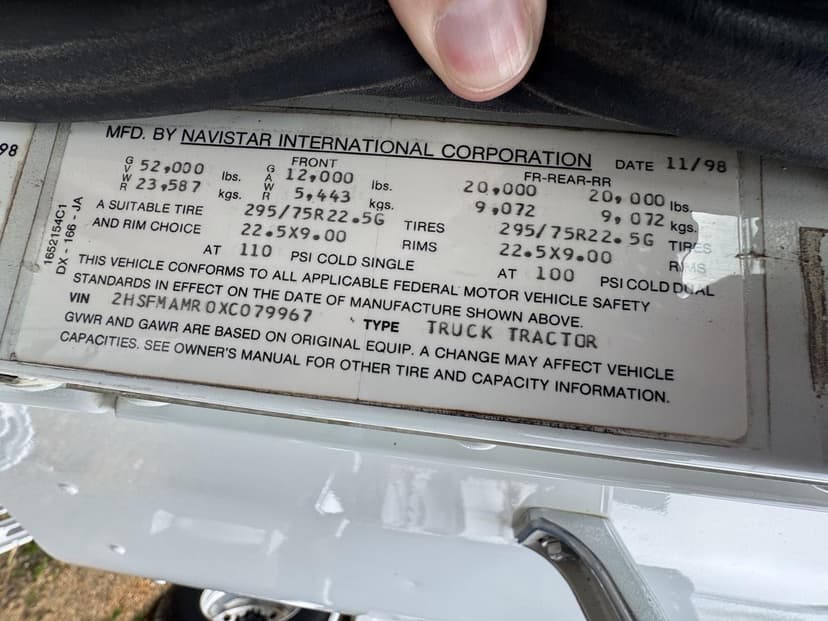 98
MFD. BY NAVISTAR INTERNATIONAL CORPORATION DATE 11/98
FRONT FR-REAR-RR
GVWR 52,000 lbs. GAWR 12,000 lbs. 20,000 20,000 lbs.
23,587 kgs. 5,443 kgs. 9,072 9,072 kgs.
A SUITABLE TIRE 295/75R22.5G TIRES 295/75R22.5G TIRES
AND RIM CHOICE 22.5X9.00 RIMS 22.5X9.00 RIMS
AT 110 PSI COLD SINGLE AT 100 PSI COLD DUAL
THIS VEHICLE CONFORMS TO ALL APPLICABLE FEDERAL MOTOR VEHICLE SAFETY
STANDARDS IN EFFECT ON THE DATE OF MANUFACTURE SHOWN ABOVE.
VIN 2HSFMAMR0XC079967 TYPE TRUCK TRACTOR
GVWR AND GAWR ARE BASED ON ORIGINAL EQUIP. A CHANGE MAY AFFECT VEHICLE
CAPACITIES. SEE OWNER'S MANUAL FOR OTHER TIRE AND CAPACITY INFORMATION.
1652154C1
DX - 186 - JA